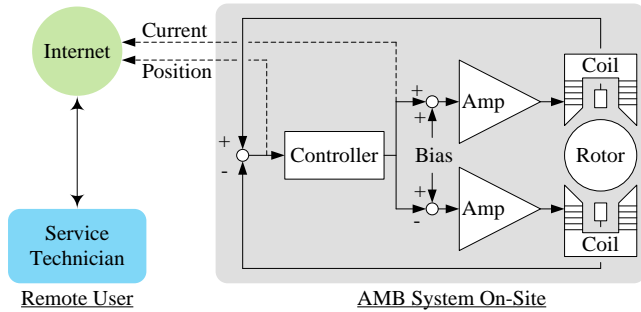 Current
Internet
Position
Coil
+
+
Amp
+
Controller
Bias
Rotor
-
+
Amp
-
Service
Technician
Coil
Remote User
AMB System On-Site